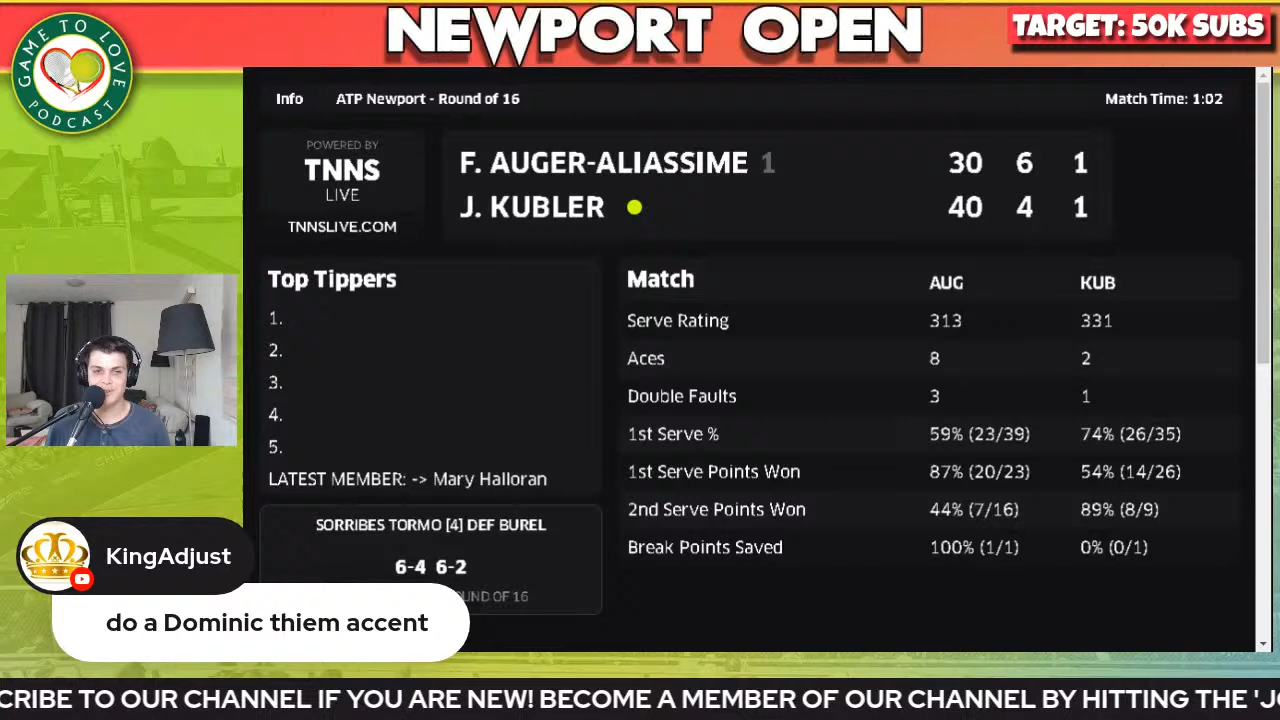 GAME TO LOVE
PODCAST
NEWPORT OPEN
TARGET: 50K SUBS
Info ATP Newport - Round of 16 Match Time: 1:02
POWERED BY
TNNS
LIVE
TNNSLIVE.COM
F. AUGER-ALIASSIME 1 30 6 1
J. KUBLER 40 4 1
Top Tippers
1.
2.
3.
4.
5.
LATEST MEMBER: -> Mary Halloran
SORRIBES TORMO [4] DEF BUREL
6-4 6-2
UND OF 16
Match AUG KUB
Serve Rating 313 331
Aces 8 2
Double Faults 3 1
1st Serve % 59% (23/39) 74% (26/35)
1st Serve Points Won 87% (20/23) 54% (14/26)
2nd Serve Points Won 44% (7/16) 89% (8/9)
Break Points Saved 100% (1/1) 0% (0/1)
KingAdjust
do a Dominic thiem accent
CRIBE TO OUR CHANNEL IF YOU ARE NEW! BECOME A MEMBER OF OUR CHANNEL BY HITTING THE 'JO